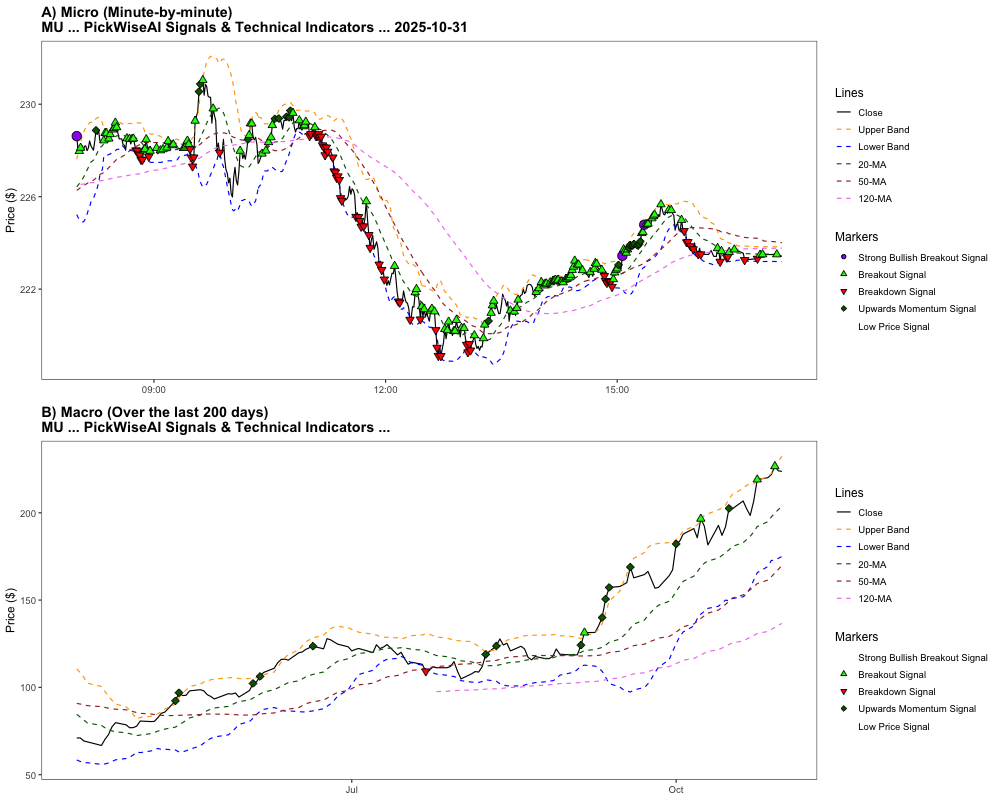 A) Micro (Minute-by-minute)
MU ... PickWiseAI Signals & Technical Indicators ... 2025-10-31
Price ($)
230
226
222
09:00
12:00
15:00
Lines
Close
Upper Band
Lower Band
20-MA
50-MA
120-MA
Markers
Strong Bullish Breakout Signal
Breakout Signal
Breakdown Signal
Upwards Momentum Signal
Low Price Signal
B) Macro (Over the last 200 days)
MU ... PickWiseAI Signals & Technical Indicators ...
Price ($)
200
150
100
50
Jul
Oct
Lines
Close
Upper Band
Lower Band
20-MA
50-MA
120-MA
Markers
Strong Bullish Breakout Signal
Breakout Signal
Breakdown Signal
Upwards Momentum Signal
Low Price Signal